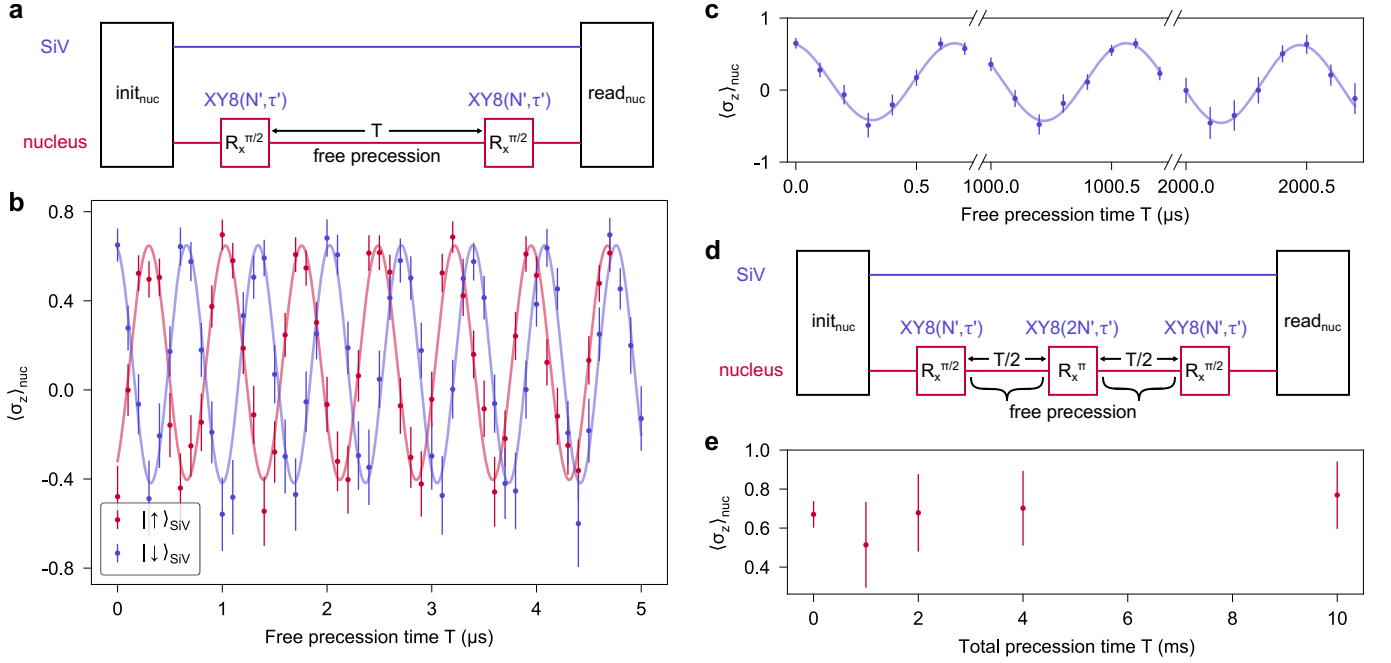 a
SiV
nucleus
init_nuc
XY8(N',τ')
XY8(N',τ')
R_x^π/2
T
R_x^π/2
free precession
read_nuc
b
0.8
0.4
0.0
-0.4
-0.8
⟨σ_z⟩_nuc
|↑⟩_SiV
|↓⟩_SiV
0 1 2 3 4 5
Free precession time T (μs)
c
1
0
-1
⟨σ_z⟩_nuc
0.0 0.5 1000.0 1000.5 2000.0 2000.5
Free precession time T (μs)
d
SiV
nucleus
init_nuc
XY8(N',τ') XY8(2N',τ') XY8(N',τ')
R_x^π/2 T/2 R_x^π T/2 R_x^π/2
free precession
read_nuc
e
1.0
0.8
0.6
0.4
⟨σ_z⟩_nuc
0 2 4 6 8 10
Total precession time T (ms)